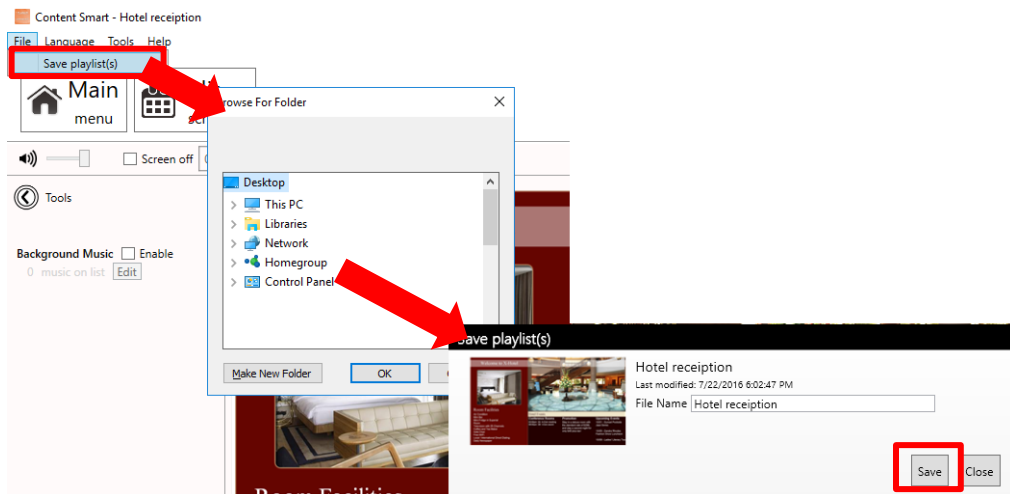 Content Smart - Hotel receiption
File Language Tools Help
Save playlist(s)
Main
menu
Browse For Folder
Screen off
Tools
Desktop
This PC
Libraries
Network
Homegroup
Control Panel
Background Music Enable
0 music on list Edit
Make New Folder OK
Save playlist(s)
Hotel receiption
Last modified: 7/22/2016 6:02:47 PM
File Name Hotel receiption
Save Close
Room Facilities